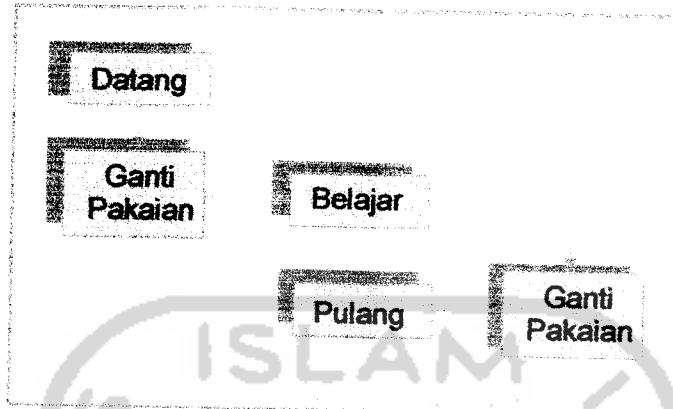 Datang
Ganti
Pakaian
Belajar
Pulang
Ganti
Pakaian
ISLAM